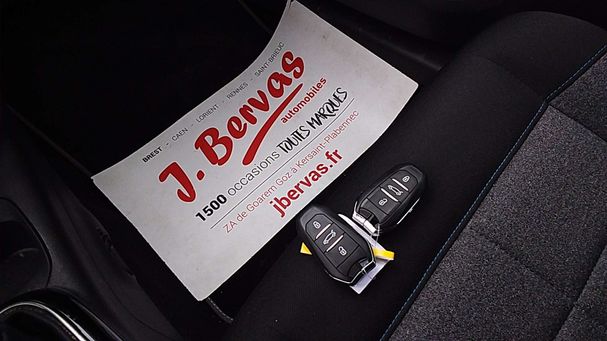 BREST - CAEN - LORIENT - RENNES - SAINT-BRIEUC
J. Bervas
automobiles
1500 occasions TOUTES MARQUES
ZA de Goarem Goz à Kersaint-Plabennec
jbervas.fr